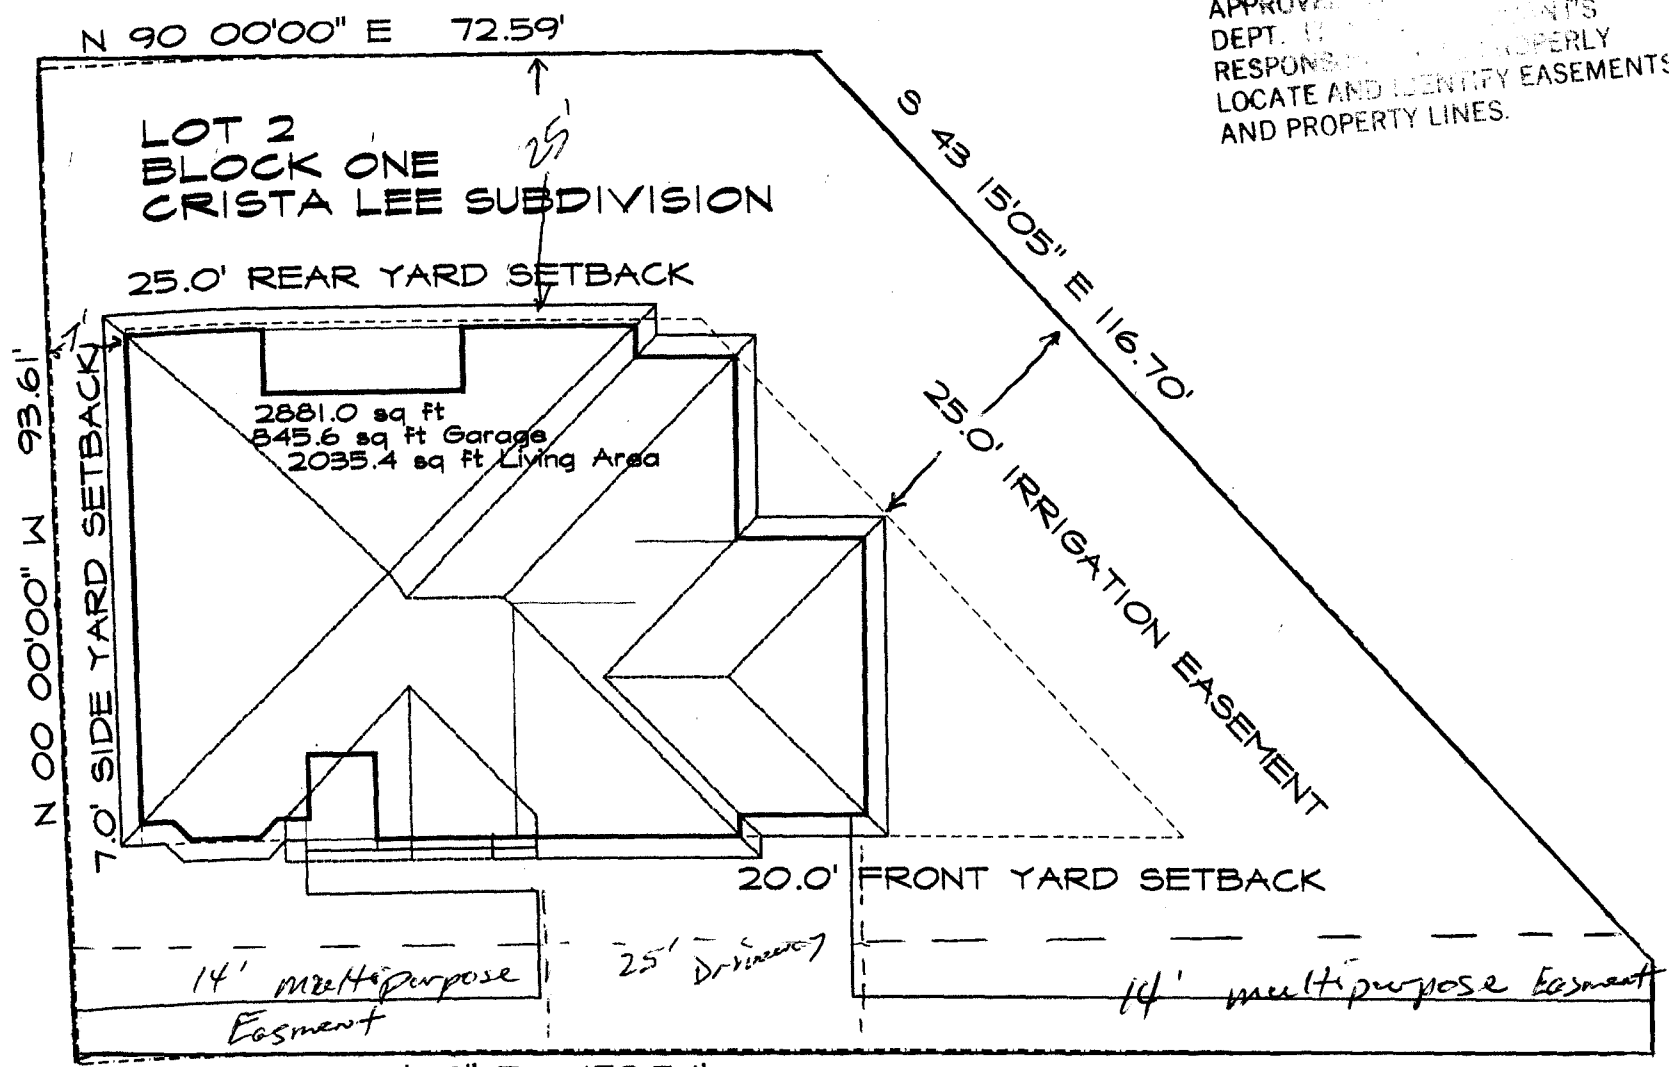 N 90 00'00" E 72.59'
DEPT.
LOCATE AND IDENTIFY EASEMENTS
AND PROPERTY LINES.
LOT 2
BLOCK ONE
CRISTA LEE SUBDIVISION
25'
S 43 15'05" E 116.70'
25.0' REAR YARD SETBACK
7'
N 00 00'00" W 93.61'
7.0' SIDE YARD SETBACK
2881.0 sq ft
845.6 sq ft Garage
2035.4 sq ft Living Area
25.0' IRRIGATION EASEMENT
20.0' FRONT YARD SETBACK
25' Driveway
14' multipurpose
Easment
14' multipurpose Easment